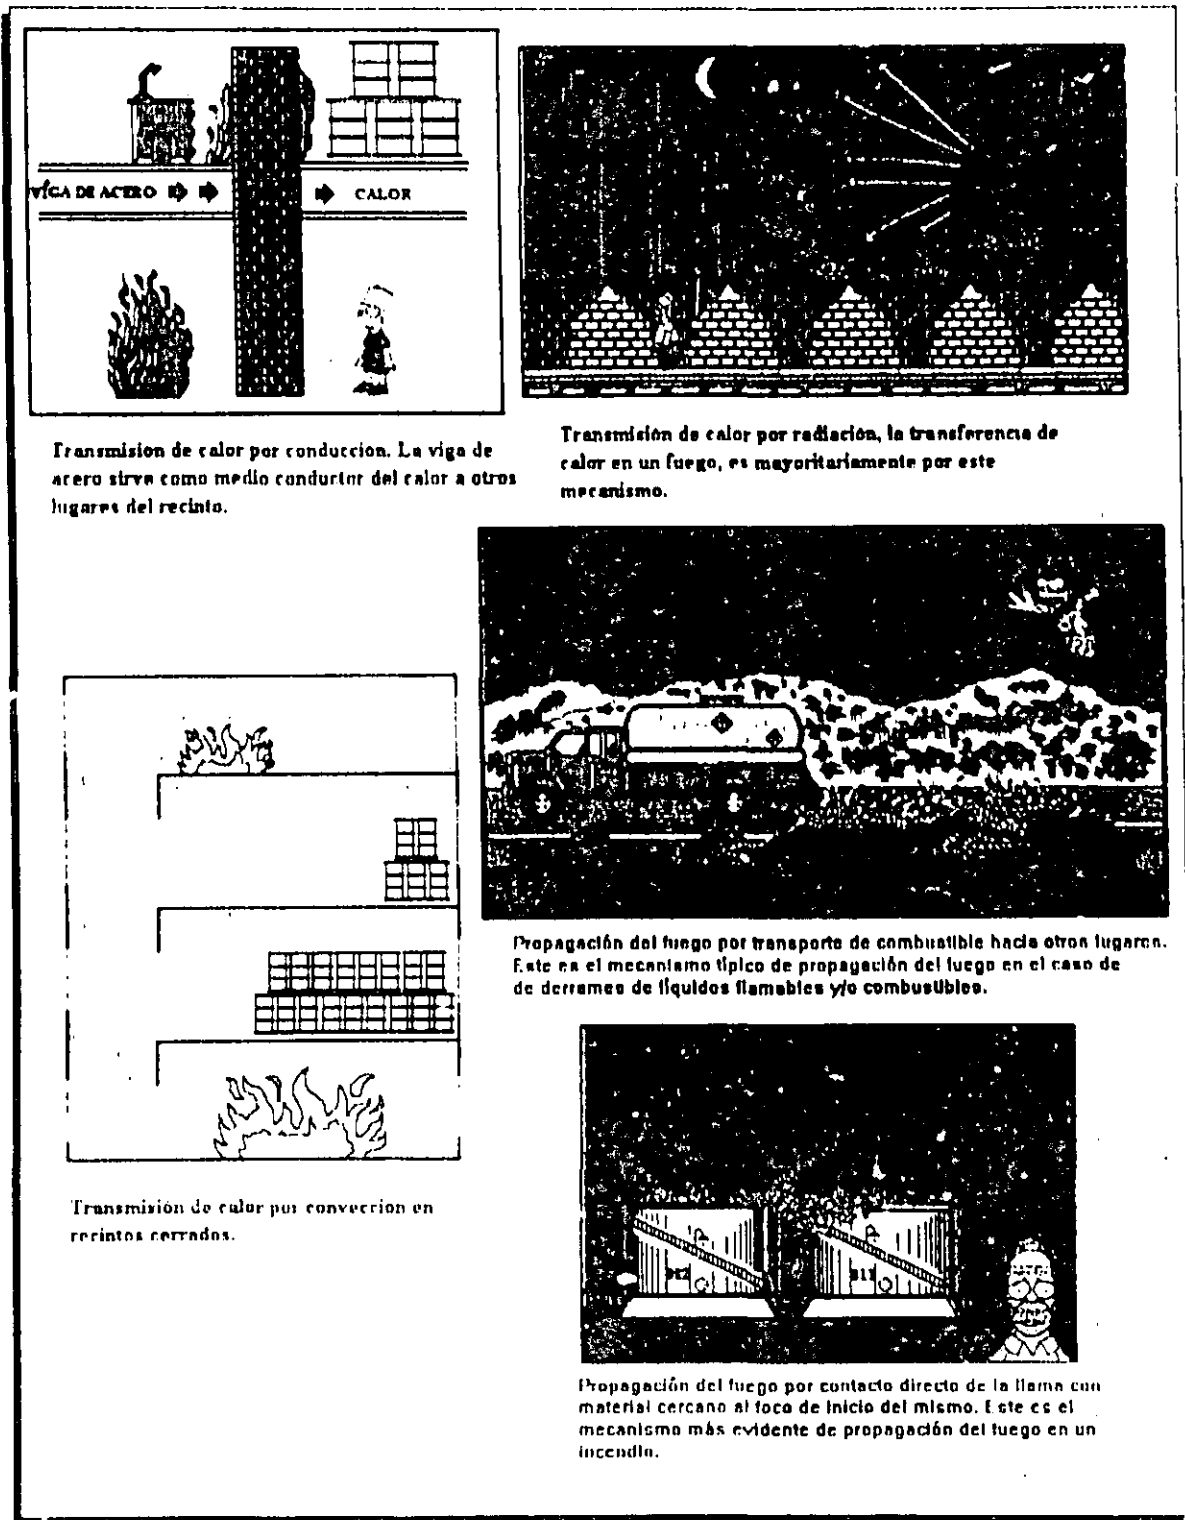 VIGA DE ACERO
CALOR
Transmisión de calor por conducción. La viga de
acero sirve como medio conductor del calor a otros
lugares del recinto.
Transmisión de calor por radiación, la transferencia de
calor en un fuego, es mayoritariamente por este
mecanismo.
Propagación del fuego por transporte de combustible hacia otros lugares.
Este es el mecanismo típico de propagación del fuego en el caso de
de derrames de líquidos flamables y/o combustibles.
Transmisión de calor por convección en
recintos cerrados.
Propagación del fuego por contacto directo de la llama con
material cercano al foco de inicio del mismo. Este es el
mecanismo más evidente de propagación del fuego en un
incendio.